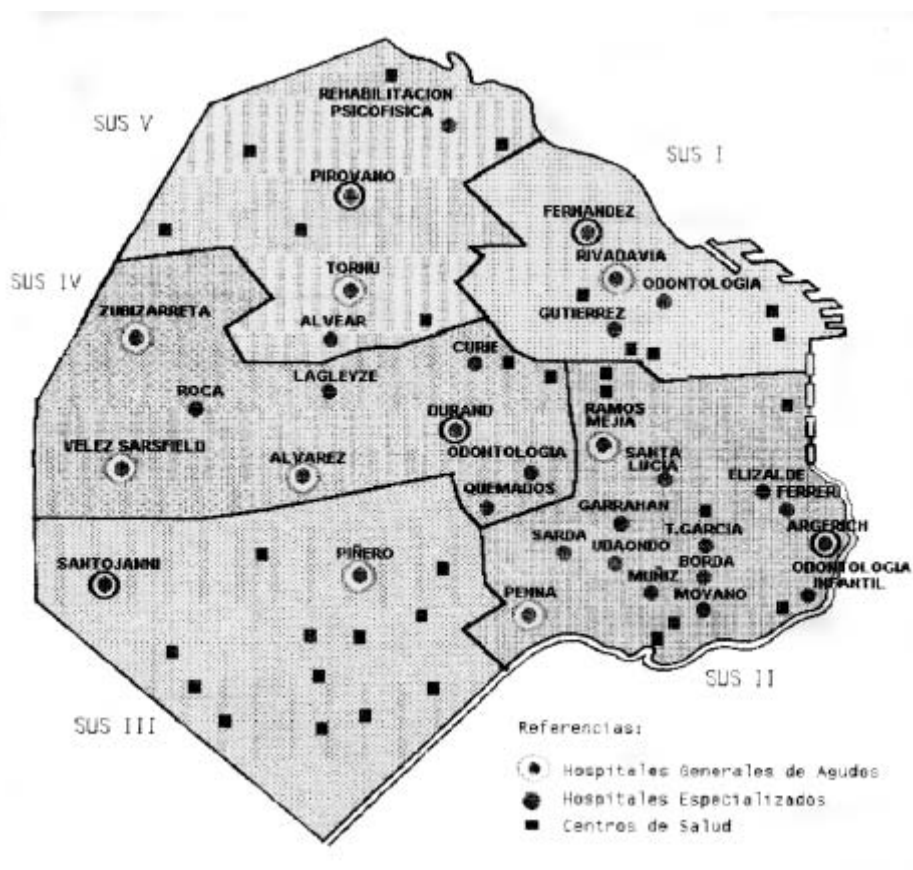 REHABILITACION
PSICOFISICA
SUS V
SUS I
PIROVANO
FERNANDEZ
RIVADAVIA
TORNU
SUS IV
ODONTOLOGIA
ZUBIZARRETA
ALVEAR
GUTIERREZ
CURIE
LAGLEYZE
ROCA
DURAND
RAMOS
MEJIA
VELEZ SARSFIELD
ALVAREZ
ODONTOLOGIA
SANTA
LUCIA
QUEMADOS
ELIZALDE
FERRER
GARRAHAN
T.GARCIA
ARGERICH
SARDA
UDAONDO
SANTOJANNI
PIÑERO
BORDA
ODONTOLOGIA
INFANTIL
MUÑIZ
MOYANO
PENNA
SUS II
SUS III
Referencias:
Hospitales Generales de Agudos
Hospitales Especializados
Centros de Salud